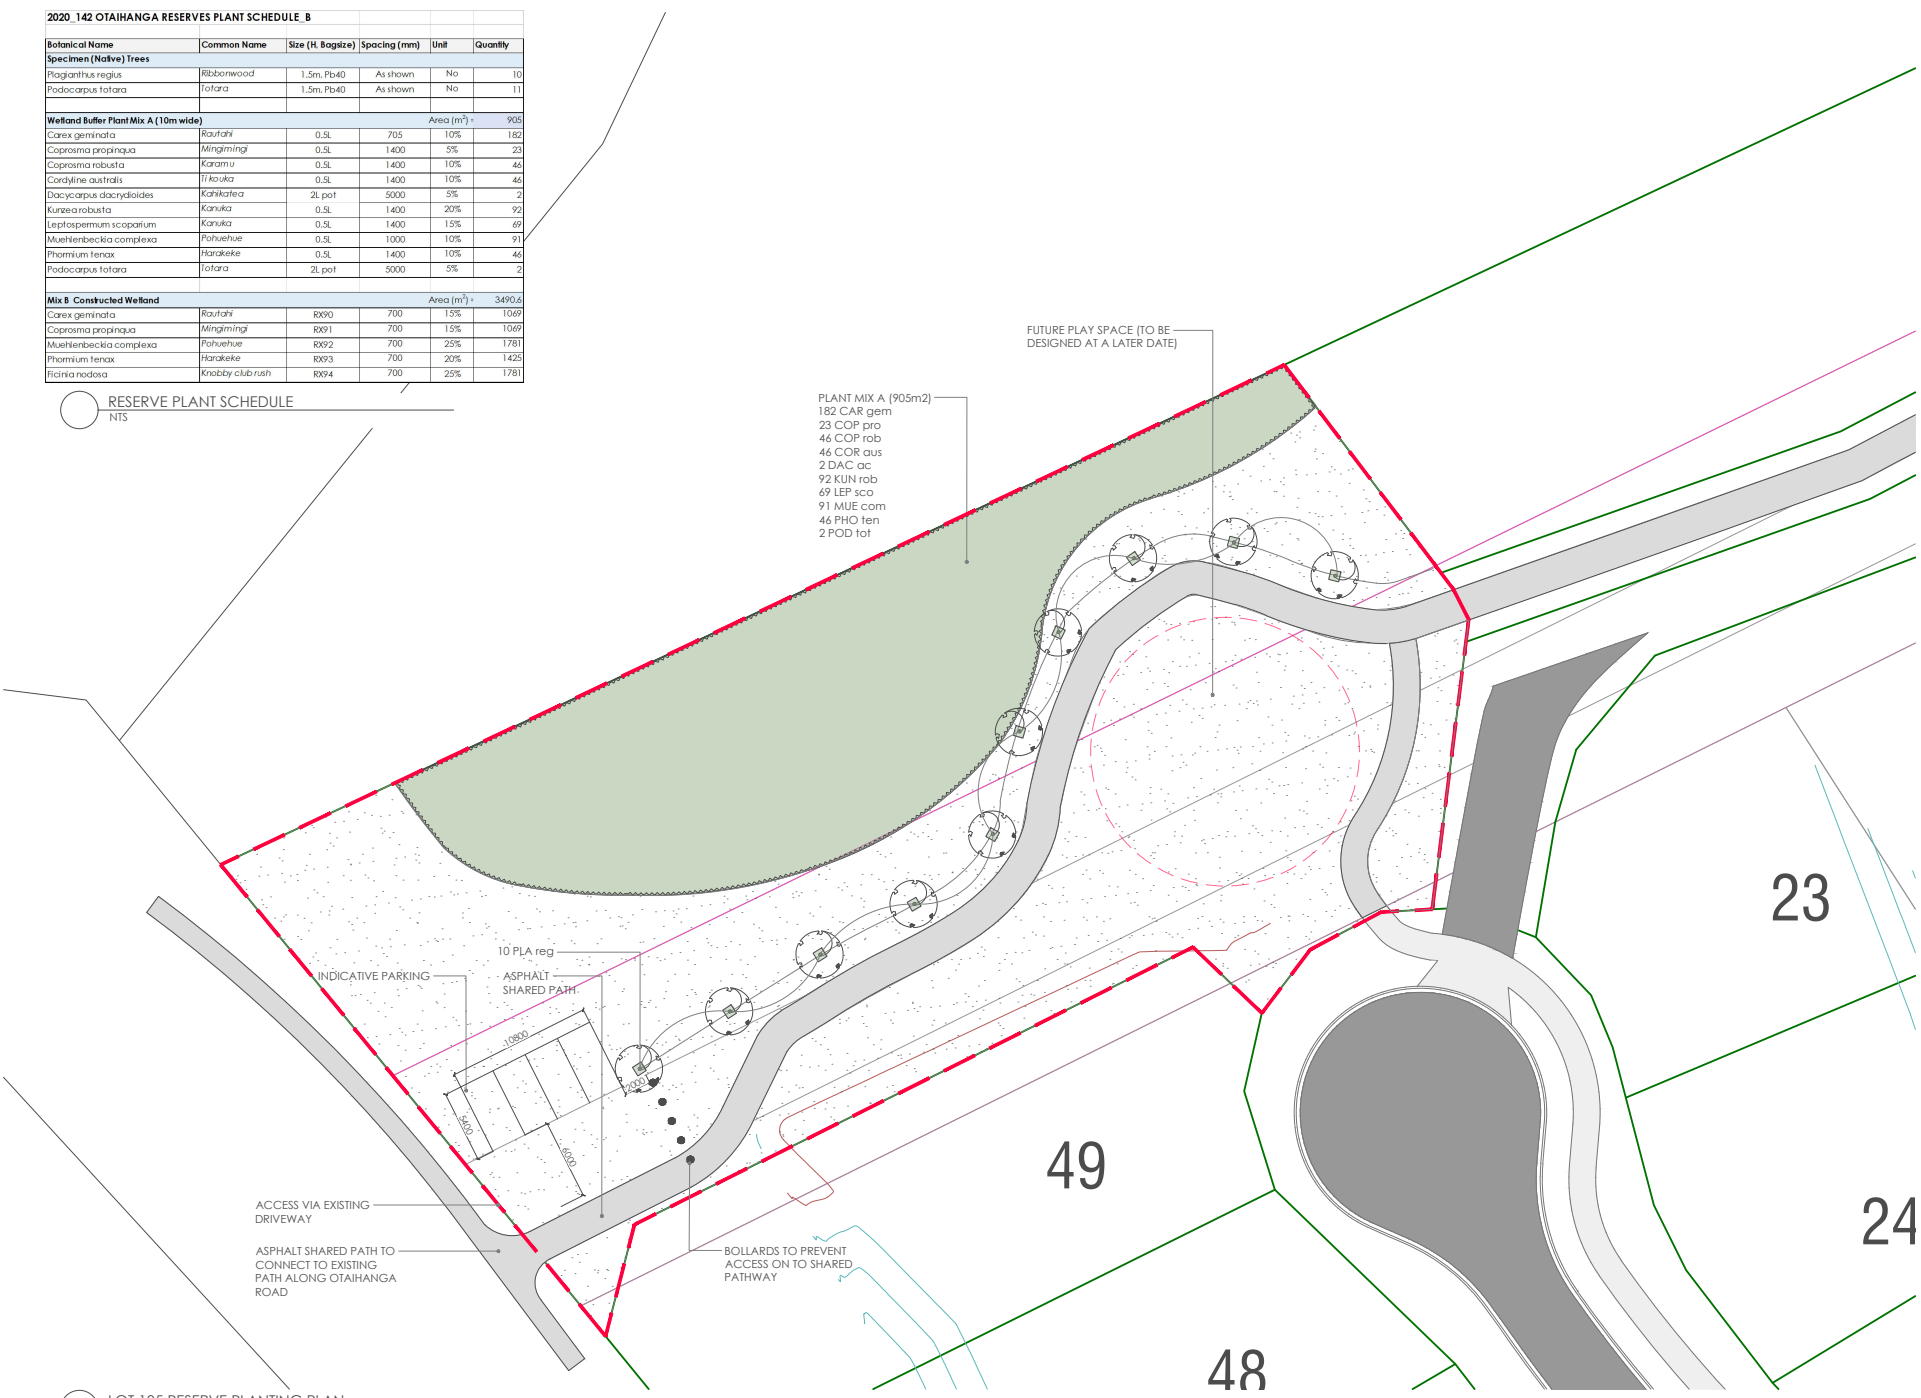 2020_142 OTAIHANGA RESERVES PLANT SCHEDULE_B
Botanical Name Common Name Size (H, Bagsize) Spacing (mm) Unit Quantity
Specimen (Native) Trees
Plagianthus regius Ribbonwood 1.5m, Pb40 As shown No 10
Podocarpus totara Totara 1.5m, Pb40 As shown No 11
Wetland Buffer Plant Mix A (10m wide) Area (m²) = 905
Carex geminata Rautahi 0.5L 705 10% 182
Coprosma propinqua Mingimingi 0.5L 1400 5% 23
Coprosma robusta Karamu 0.5L 1400 10% 46
Cordyline australis Ti kouka 0.5L 1400 10% 46
Dacycarpus dacrydioides Kahikatea 2L pot 5000 5% 2
Kunzea robusta Kanuka 0.5L 1400 20% 92
Leptospermum scoparium Kanuka 0.5L 1400 15% 69
Muehlenbeckia complexa Pohuehue 0.5L 1000 10% 91
Phormium tenax Harakeke 0.5L 1400 10% 46
Podocarpus totara Totara 2L pot 5000 5% 2
Mix B Constructed Wetland Area (m²) = 3490.6
Carex geminata Rautahi RX90 700 15% 1069
Coprosma propinqua Mingimingi RX91 700 15% 1069
Muehlenbeckia complexa Pohuehue RX92 700 25% 1781
Phormium tenax Harakeke RX93 700 20% 1425
Ficinia nodosa Knobby club rush RX94 700 25% 1781
RESERVE PLANT SCHEDULE
NTS
FUTURE PLAY SPACE (TO BE
DESIGNED AT A LATER DATE)
PLANT MIX A (905m2)
182 CAR gem
23 COP pro
46 COP rob
46 COR aus
2 DAC ac
92 KUN rob
69 LEP sco
91 MUE com
46 PHO ten
2 POD tot
10 PLA reg
INDICATIVE PARKING
ASPHALT
SHARED PATH
10800
2000
5400
6000
23
49
24
48
ACCESS VIA EXISTING
DRIVEWAY
ASPHALT SHARED PATH TO
CONNECT TO EXISTING
PATH ALONG OTAIHANGA
ROAD
BOLLARDS TO PREVENT
ACCESS ON TO SHARED
PATHWAY
LOT 105 RESERVE PLANTING PLAN